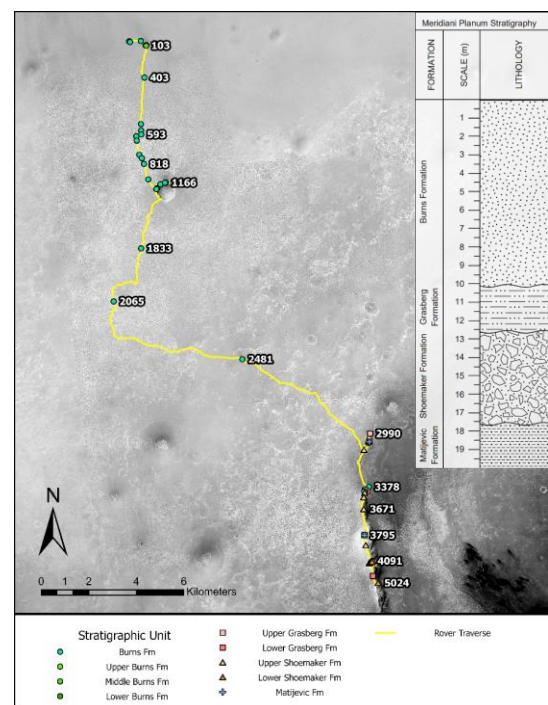 Meridiani Planum Stratigraphy
FORMATION
SCALE (m)
LITHOLOGY
Burns Formation
Grasberg Formation
Shoemaker Formation
Matijevic Formation
1
2
3
4
5
6
7
8
9
10
11
12
13
14
15
16
17
18
19
103
403
593
818
1166
1833
2065
2481
2990
3378
3671
3795
4091
5024
N
0 1 2 4 6
Kilometers
Stratigraphic Unit
Burns Fm
Upper Burns Fm
Middle Burns Fm
Lower Burns Fm
Upper Grasberg Fm
Lower Grasberg Fm
Upper Shoemaker Fm
Lower Shoemaker Fm
Matijevic Fm
Rover Traverse